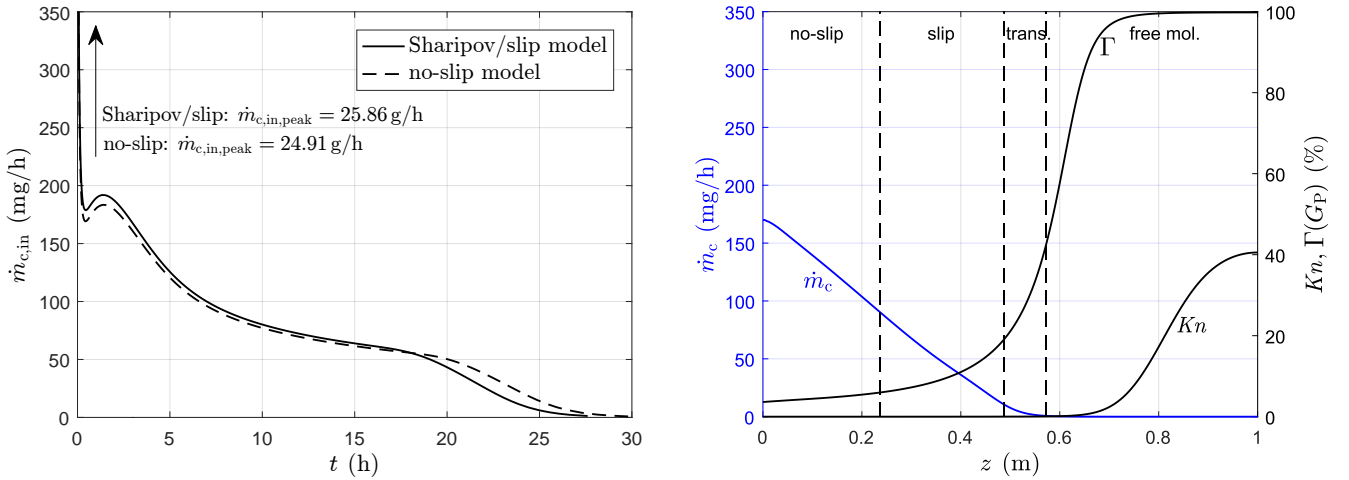 350
300
250
200
150
100
50
0
ṁc,in (mg/h)
Sharipov/slip model
no-slip model
Sharipov/slip: ṁc,in,peak = 25.86 g/h
no-slip: ṁc,in,peak = 24.91 g/h
0 5 10 15 20 25 30
t (h)
350
300
250
200
150
100
50
0
ṁc (mg/h)
no-slip slip trans. free mol.
Γ
ṁc
Kn
100
80
60
40
20
0
Kn, Γ(GP) (%)
0 0.2 0.4 0.6 0.8 1
z (m)